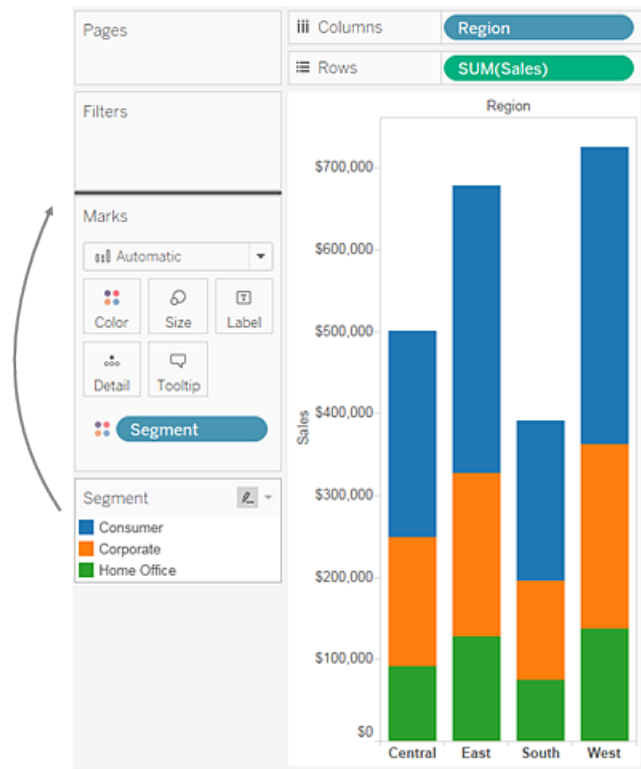 Pages
Columns
Region
Rows
SUM(Sales)
Filters
Marks
Automatic
Color
Size
Label
Detail
Tooltip
Segment
Segment
Consumer
Corporate
Home Office
Region
$700,000
$600,000
$500,000
$400,000
$300,000
$200,000
$100,000
$0
Sales
Central East South West